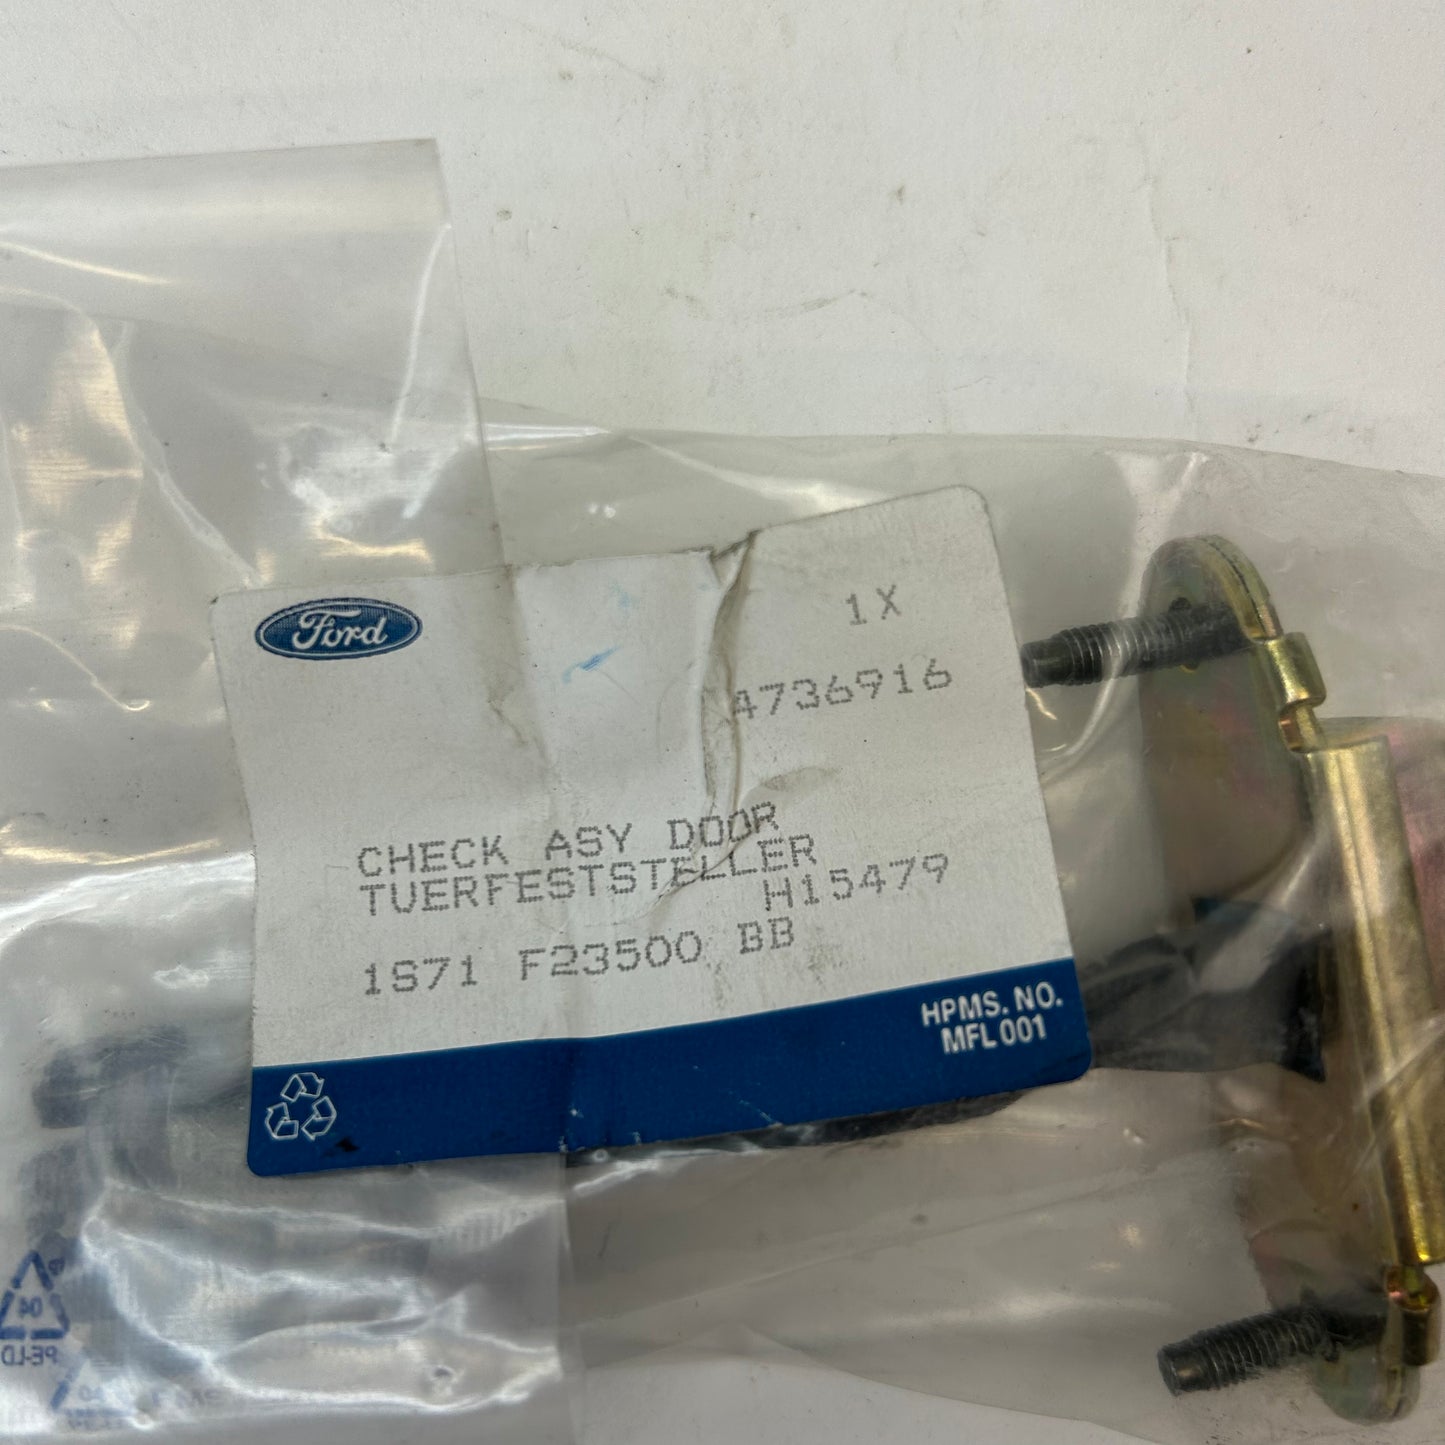 Ford
1X
4736916
CHECK ASY DOOR
TUERFESTSTELLER
H15479
1S71 F23500 BB
HPMS. NO.
MFL 001
04
PE-LD